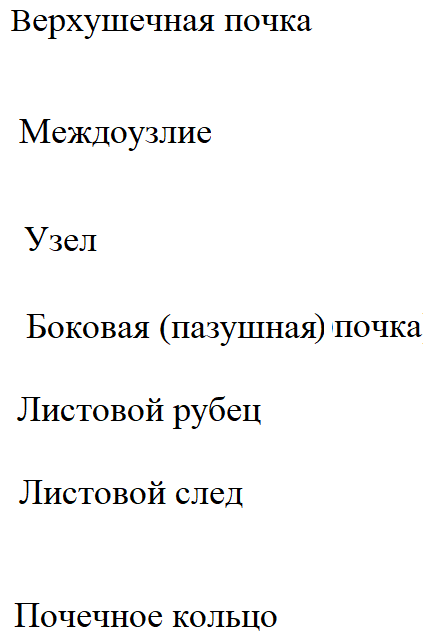 Верхушечная почка
Междоузлие
Узел
Боковая (пазушная) почка
Листовой рубец
Листовой след
Почечное кольцо